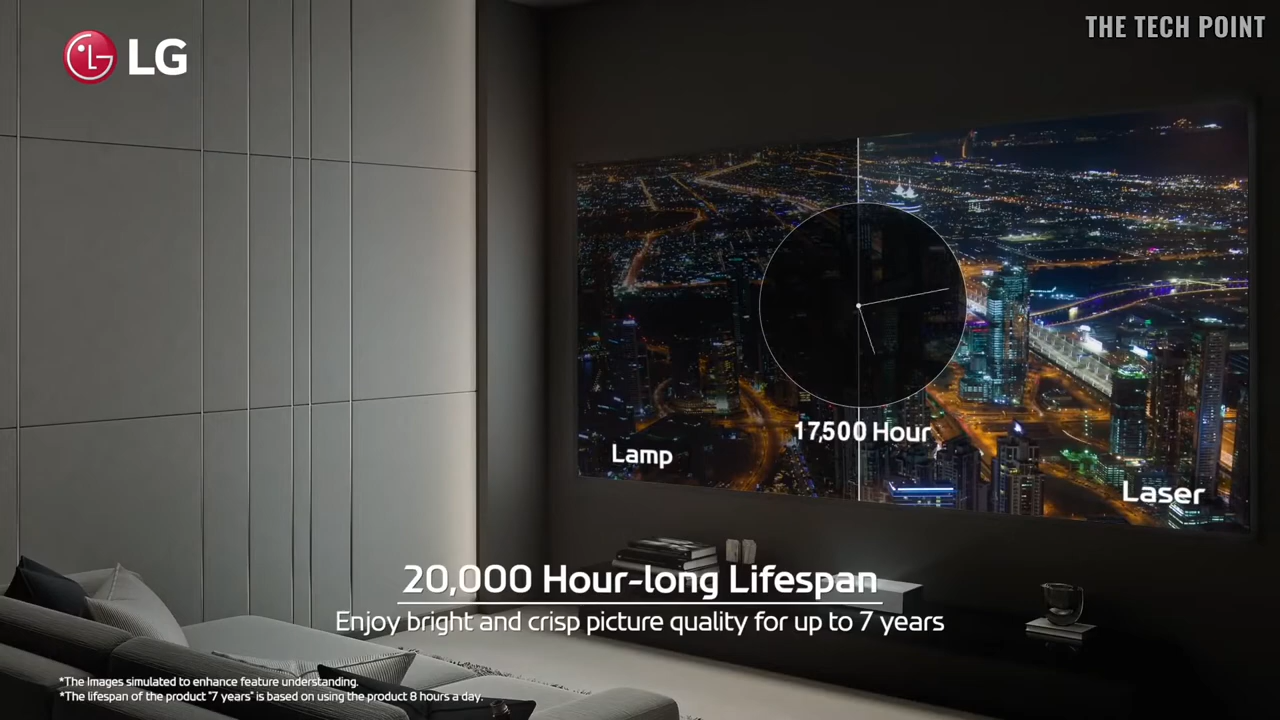 LG
THE TECH POINT
17,500 Hour
Lamp
Laser
20,000 Hour-long Lifespan
Enjoy bright and crisp picture quality for up to 7 years
*The Images simulated to enhance feature understanding.
*The lifespan of the product "7 years" is based on using the product 8 hours a day.